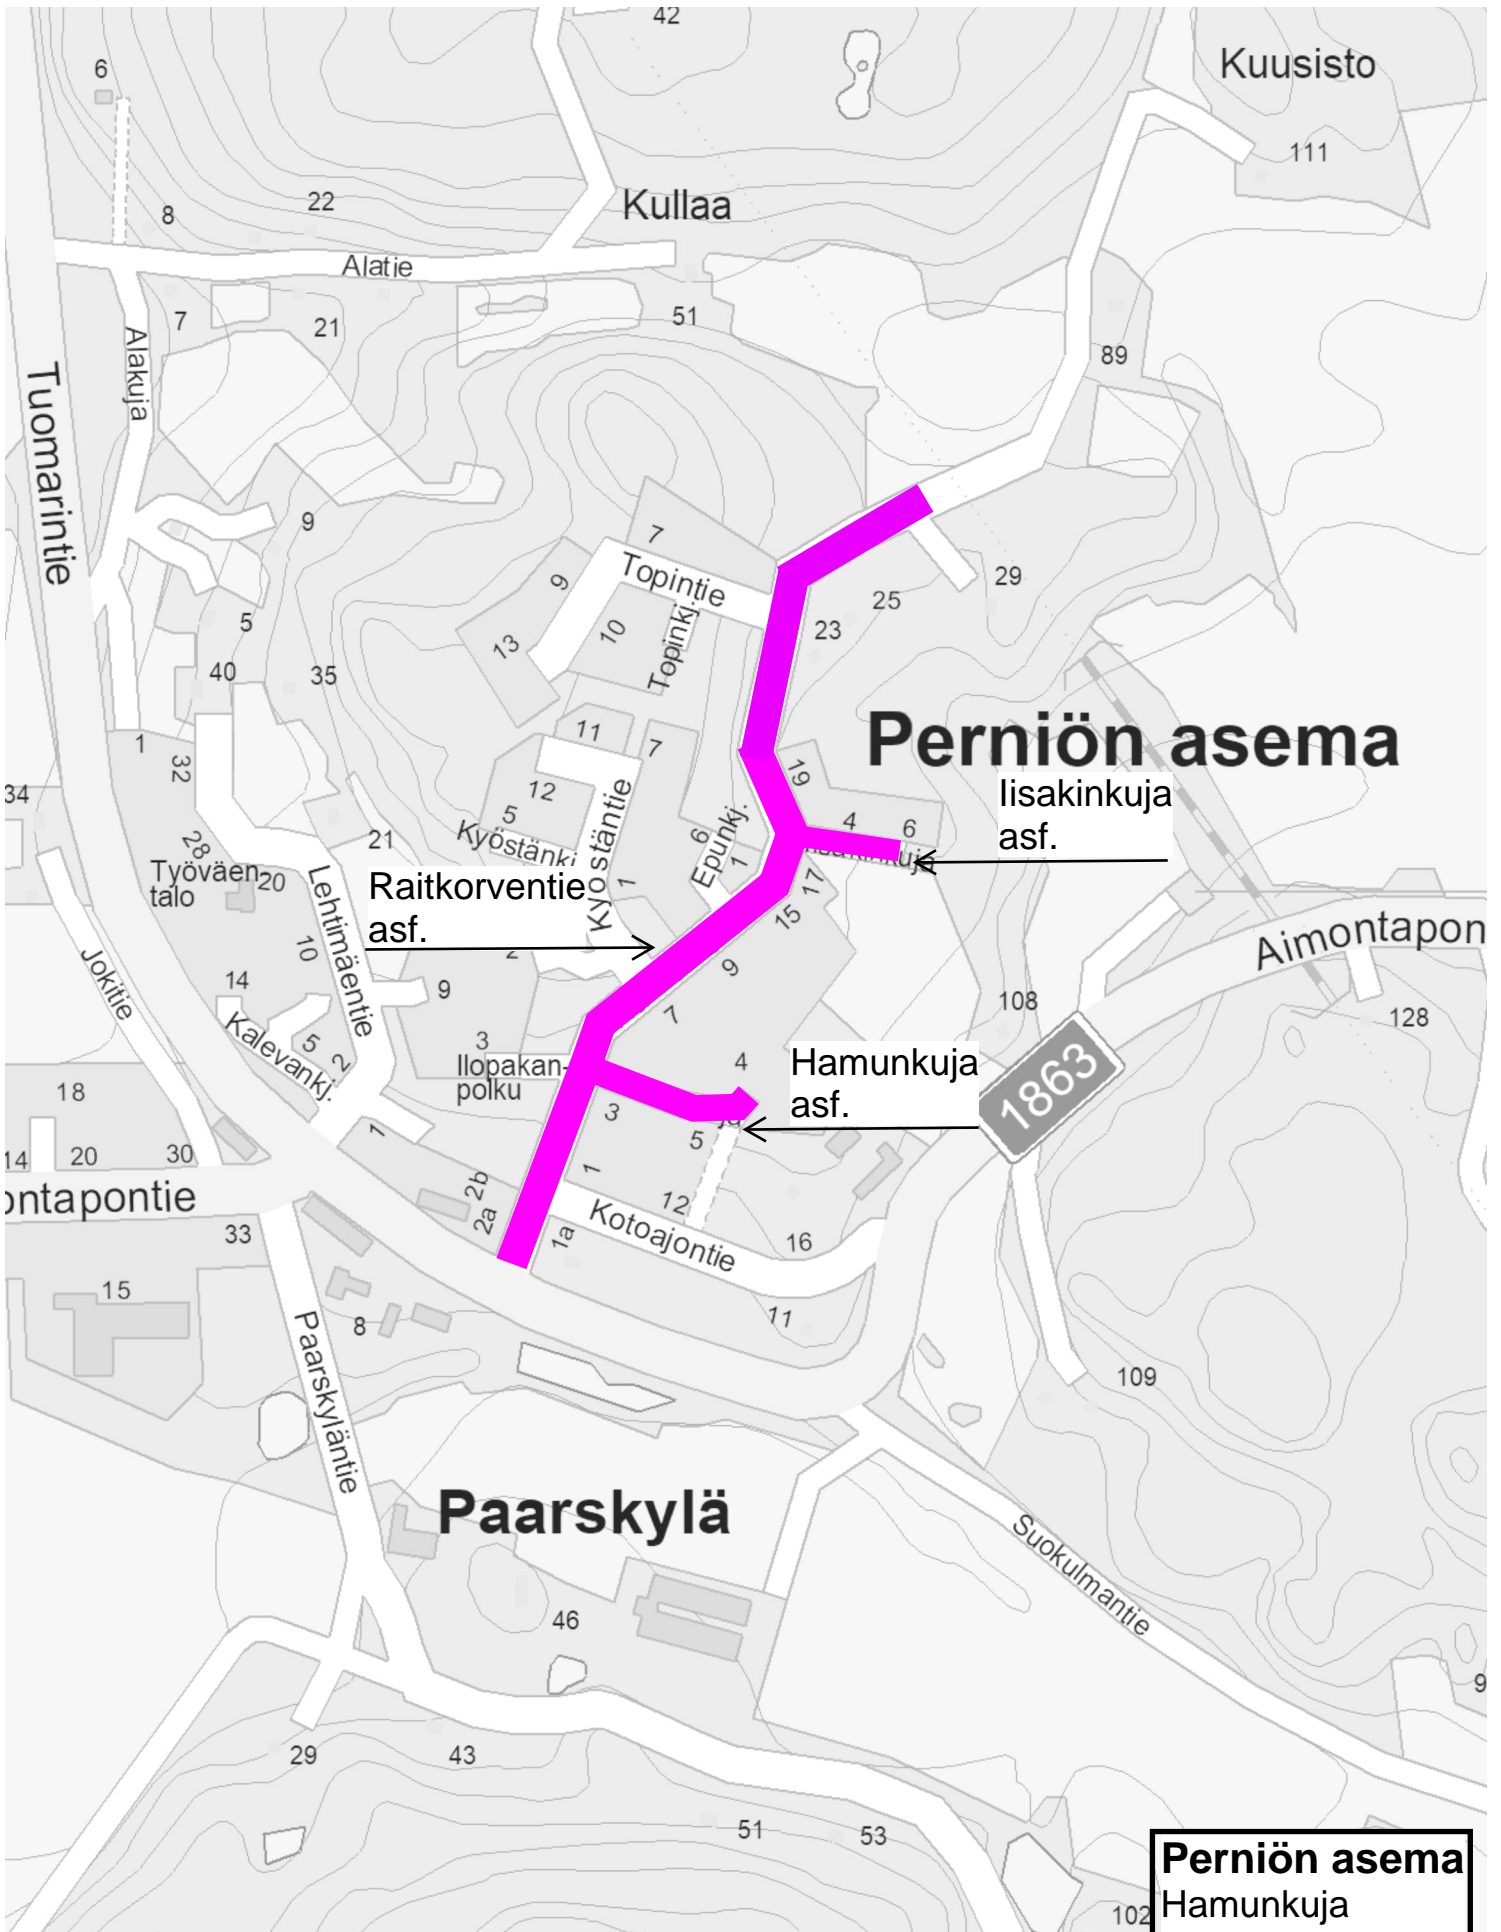 42
6
Kuusisto
111
22
8
Kullaa
Alatie
7
21
51
Alakuja
89
Tuomarintie
9
7
9
Topintie
29
25
5
10
Topinkj.
23
13
40
35
11
7
1
32
Perniön asema
19
34
12
Iisakinkuja
asf.
5
4
6
Kyöstäntie
28
21
Kyöstänkj.
6
Epunkj.
1
Työväen-
talo
20
Lehtimäentie
Raitkorventie
asf.
1
17
15
Aimontapon
10
9
Jokitie
14
9
7
108
128
Kalevankj.
5
2
3
Ilopakan-
polku
4
Hamunkuja
asf.
1863
18
3
1
5
14
20
30
1
2b
12
ontapontie
2a
1a
Kotoajontie
16
33
15
8
11
Paarskyläntie
109
Paarskylä
Suokulmantie
46
9
29
43
51
53
Perniön asema
102
Hamunkuja